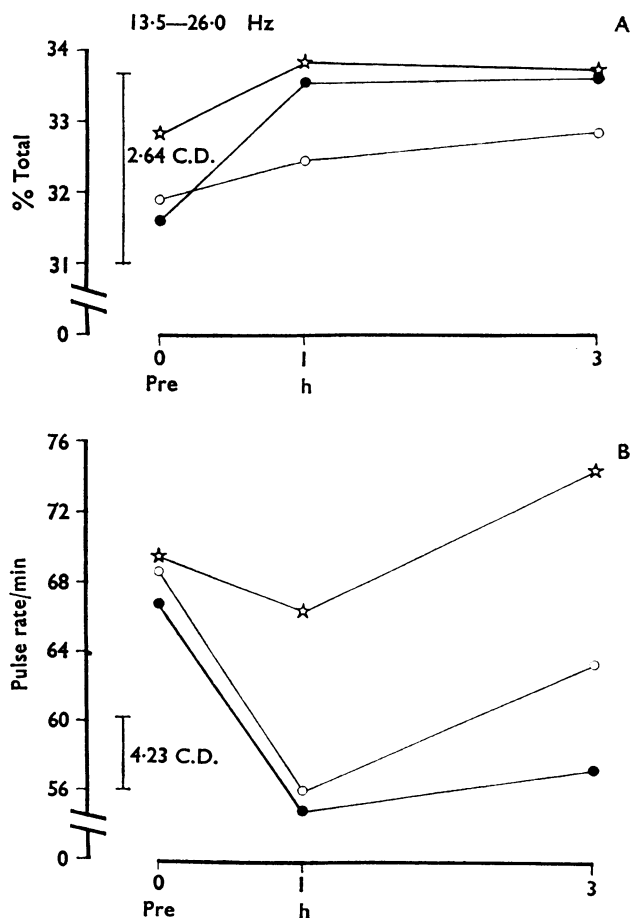 13·5—26·0 Hz
A
34
33
32
31
0
% Total
2·64 C.D.
0
1
3
Pre
h
B
76
72
68
64
60
56
0
Pulse rate/min
4·23 C.D.
0
1
3
Pre
h